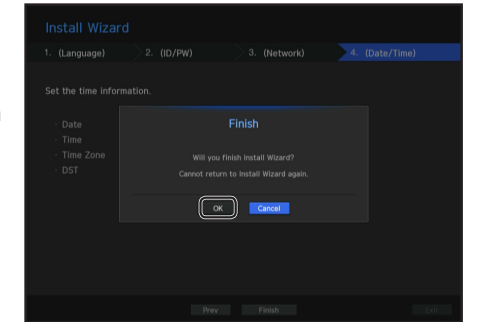 Install Wizard
1. (Language) 2. (ID/PW) 3. (Network) 4. (Date/Time)
Set the time information.
· Date
· Time
· Time Zone
· DST
Finish
Will you finish Install Wizard?
Cannot return to Install Wizard again.
OK Cancel
Prev Finish Exit